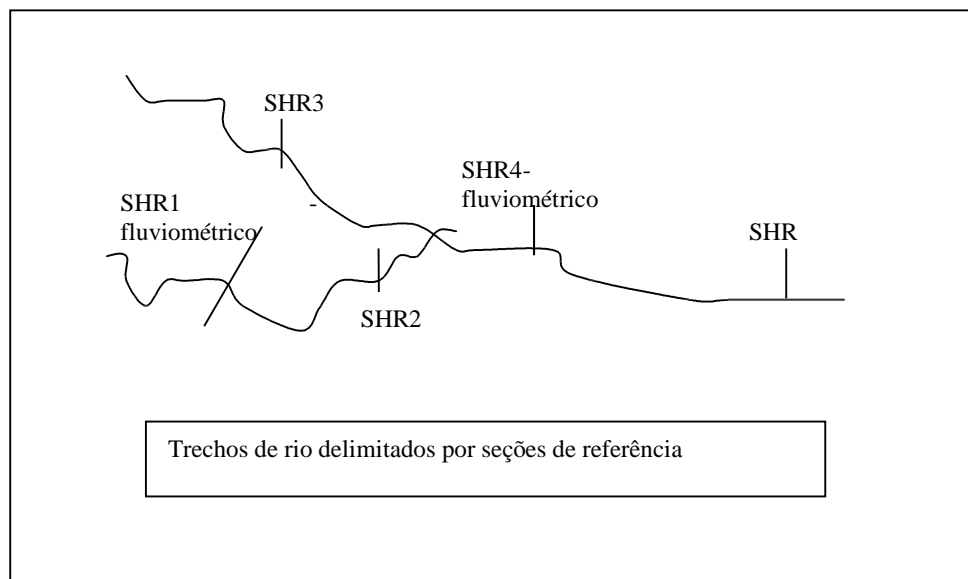 SHR3
SHR4-
fluviométrico
SHR1
fluviométrico
SHR
SHR2
Trechos de rio delimitados por seções de referência